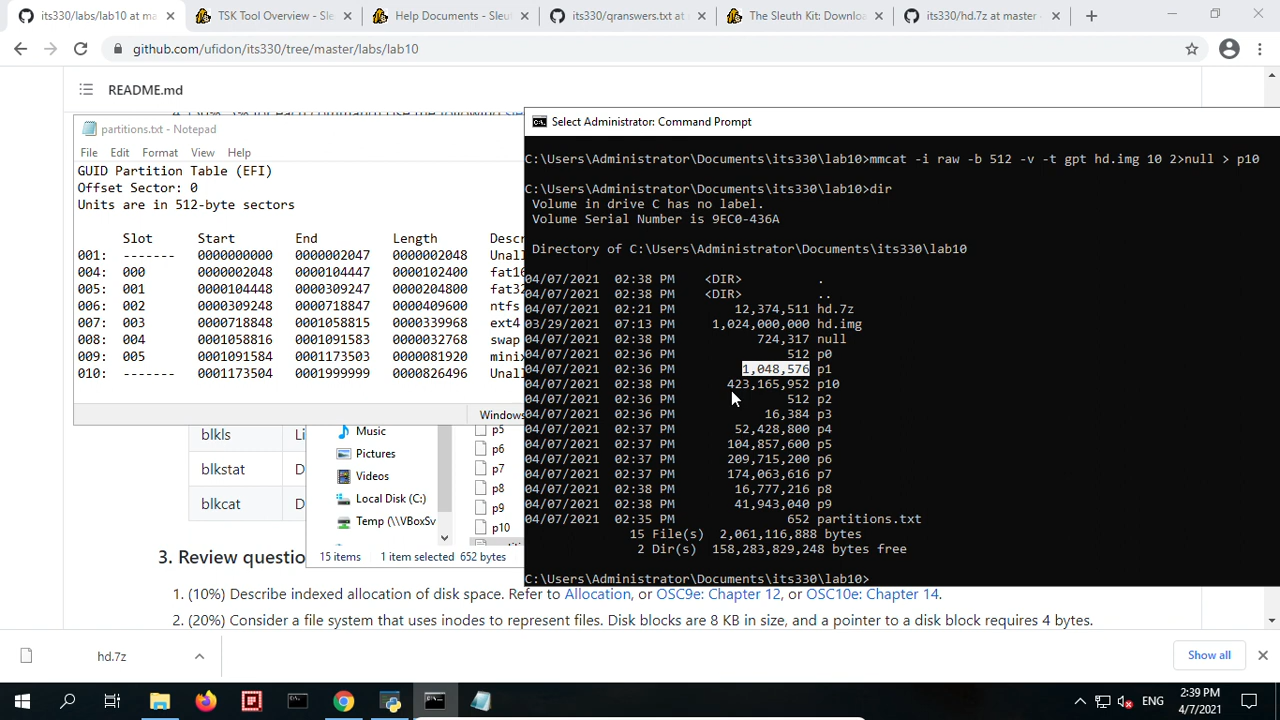 its330/labs/lab10 at ma
TSK Tool Overview - Sle
Help Documents - Sleuth
its330/qranswers.txt at
The Sleuth Kit: Downloa
its330/hd.7z at master
github.com/ufidon/its330/tree/master/labs/lab10
README.md
partitions.txt - Notepad
File Edit Format View Help
GUID Partition Table (EFI)
Offset Sector: 0
Units are in 512-byte sectors
Slot Start End Length Descr
001: ------- 0000000000 0000002047 0000002048 Unall
004: 000 0000002048 0000104447 0000102400 fat16
005: 001 0000104448 0000309247 0000204800 fat32
006: 002 0000309248 0000718847 0000409600 ntfs
007: 003 0000718848 0001058815 0000339968 ext4
008: 004 0001058816 0001091583 0000032768 swap
009: 005 0001091584 0001173503 0000081920 minix
010: ------- 0001173504 0001999999 0000826496 Unall
Windows
Select Administrator: Command Prompt
C:\Users\Administrator\Documents\its330\lab10>mmcat -i raw -b 512 -v -t gpt hd.img 10 2>null > p10
C:\Users\Administrator\Documents\its330\lab10>dir
Volume in drive C has no label.
Volume Serial Number is 9EC0-436A
Directory of C:\Users\Administrator\Documents\its330\lab10
04/07/2021 02:38 PM <DIR> .
04/07/2021 02:38 PM <DIR> ..
04/07/2021 02:21 PM 12,374,511 hd.7z
03/29/2021 07:13 PM 1,024,000,000 hd.img
04/07/2021 02:38 PM 724,317 null
04/07/2021 02:36 PM 512 p0
04/07/2021 02:36 PM 1,048,576 p1
04/07/2021 02:38 PM 423,165,952 p10
04/07/2021 02:36 PM 512 p2
04/07/2021 02:36 PM 16,384 p3
04/07/2021 02:37 PM 52,428,800 p4
04/07/2021 02:37 PM 104,857,600 p5
04/07/2021 02:37 PM 209,715,200 p6
04/07/2021 02:37 PM 174,063,616 p7
04/07/2021 02:38 PM 16,777,216 p8
04/07/2021 02:38 PM 41,943,040 p9
04/07/2021 02:35 PM 652 partitions.txt
15 File(s) 2,061,116,888 bytes
2 Dir(s) 158,283,829,248 bytes free
C:\Users\Administrator\Documents\its330\lab10>
blkls Li
blkstat D
blkcat D
Music
Pictures
Videos
Local Disk (C:)
Temp (\\VBoxSv
p5
p6
p7
p8
p9
p10
15 items 1 item selected 652 bytes
3. Review questio
1. (10%) Describe indexed allocation of disk space. Refer to Allocation, or OSC9e: Chapter 12, or OSC10e: Chapter 14.
2. (20%) Consider a file system that uses inodes to represent files. Disk blocks are 8 KB in size, and a pointer to a disk block requires 4 bytes.
hd.7z
Show all
ENG
2:39 PM
4/7/2021